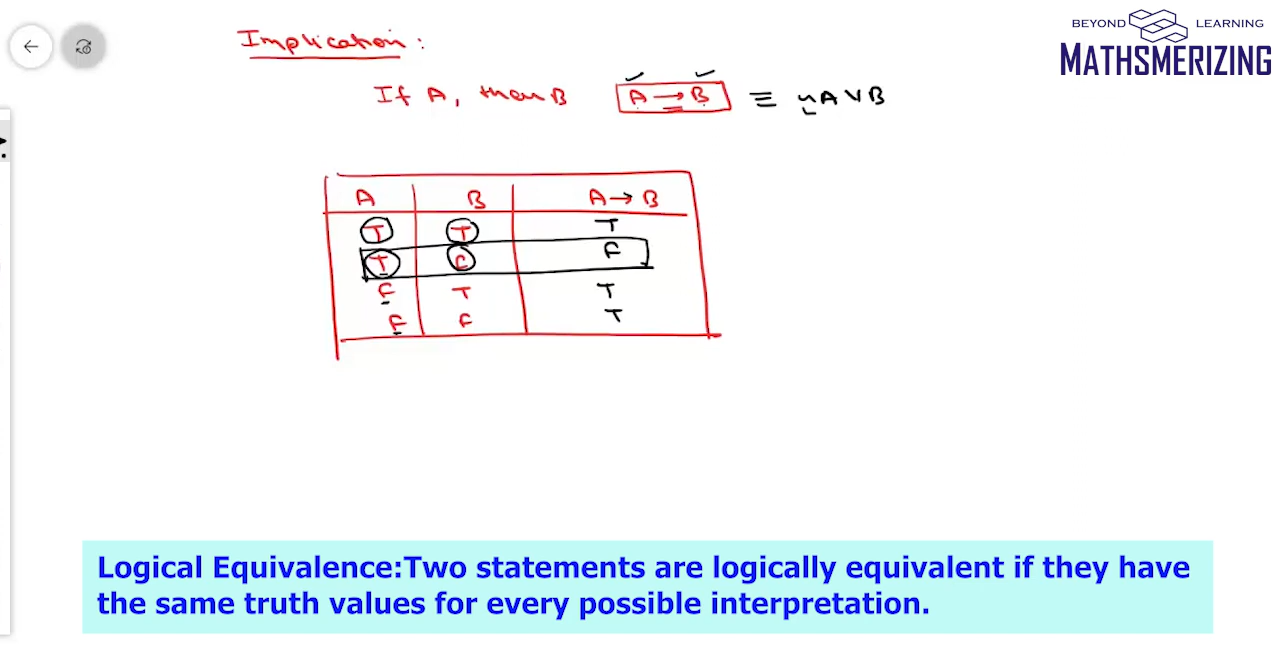 BEYOND LEARNING
MATHSMERIZING
Implication:
If A, then B A → B ≡ ~A ∨ B
A B A → B
T T T
T F F
F T T
F F T
Logical Equivalence:Two statements are logically equivalent if they have
the same truth values for every possible interpretation.